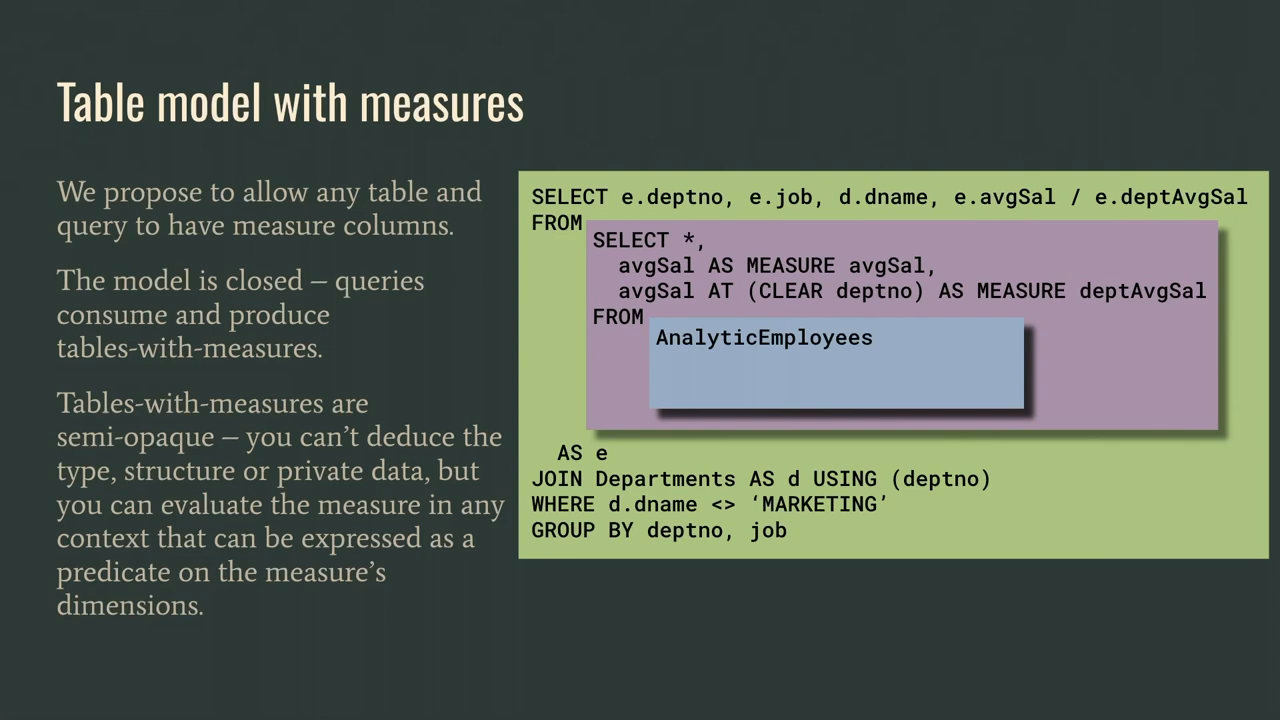 Table model with measures
We propose to allow any table and
query to have measure columns.
The model is closed – queries
consume and produce
tables-with-measures.
Tables-with-measures are
semi-opaque – you can’t deduce the
type, structure or private data, but
you can evaluate the measure in any
context that can be expressed as a
predicate on the measure’s
dimensions.
SELECT e.deptno, e.job, d.dname, e.avgSal / e.deptAvgSal
FROM
SELECT *,
avgSal AS MEASURE avgSal,
avgSal AT (CLEAR deptno) AS MEASURE deptAvgSal
FROM
AnalyticEmployees
AS e
JOIN Departments AS d USING (deptno)
WHERE d.dname <> ‘MARKETING’
GROUP BY deptno, job